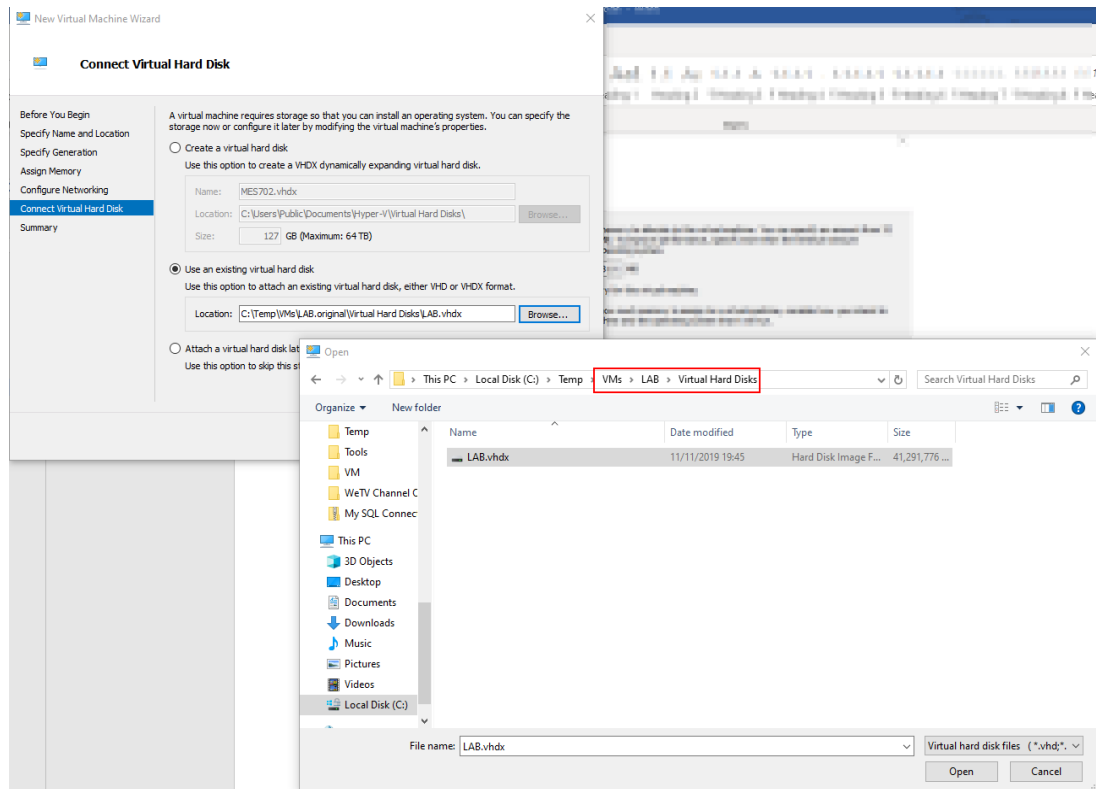 New Virtual Machine Wizard
Connect Virtual Hard Disk
Before You Begin
Specify Name and Location
Specify Generation
Assign Memory
Configure Networking
Connect Virtual Hard Disk
Summary
A virtual machine requires storage so that you can install an operating system. You can specify the
storage now or configure it later by modifying the virtual machine's properties.
Create a virtual hard disk
Use this option to create a VHDX dynamically expanding virtual hard disk.
Name: MES702.vhdx
Location: C:\Users\Public\Documents\Hyper-V\Virtual Hard Disks\ Browse...
Size: 127 GB (Maximum: 64 TB)
Use an existing virtual hard disk
Use this option to attach an existing virtual hard disk, either VHD or VHDX format.
Location: C:\Temp\VMs\LAB.original\Virtual Hard Disks\LAB.vhdx Browse...
Attach a virtual hard disk lat
Use this option to skip this s
Open
This PC > Local Disk (C:) > Temp > VMs > LAB > Virtual Hard Disks Search Virtual Hard Disks
Organize New folder
Temp
Tools
VM
WeTV Channel C
My SQL Connec
This PC
3D Objects
Desktop
Documents
Downloads
Music
Pictures
Videos
Local Disk (C:)
Name Date modified Type Size
LAB.vhdx 11/11/2019 19:45 Hard Disk Image F... 41,291,776 ...
File name: LAB.vhdx Virtual hard disk files (*.vhd;*.
Open Cancel